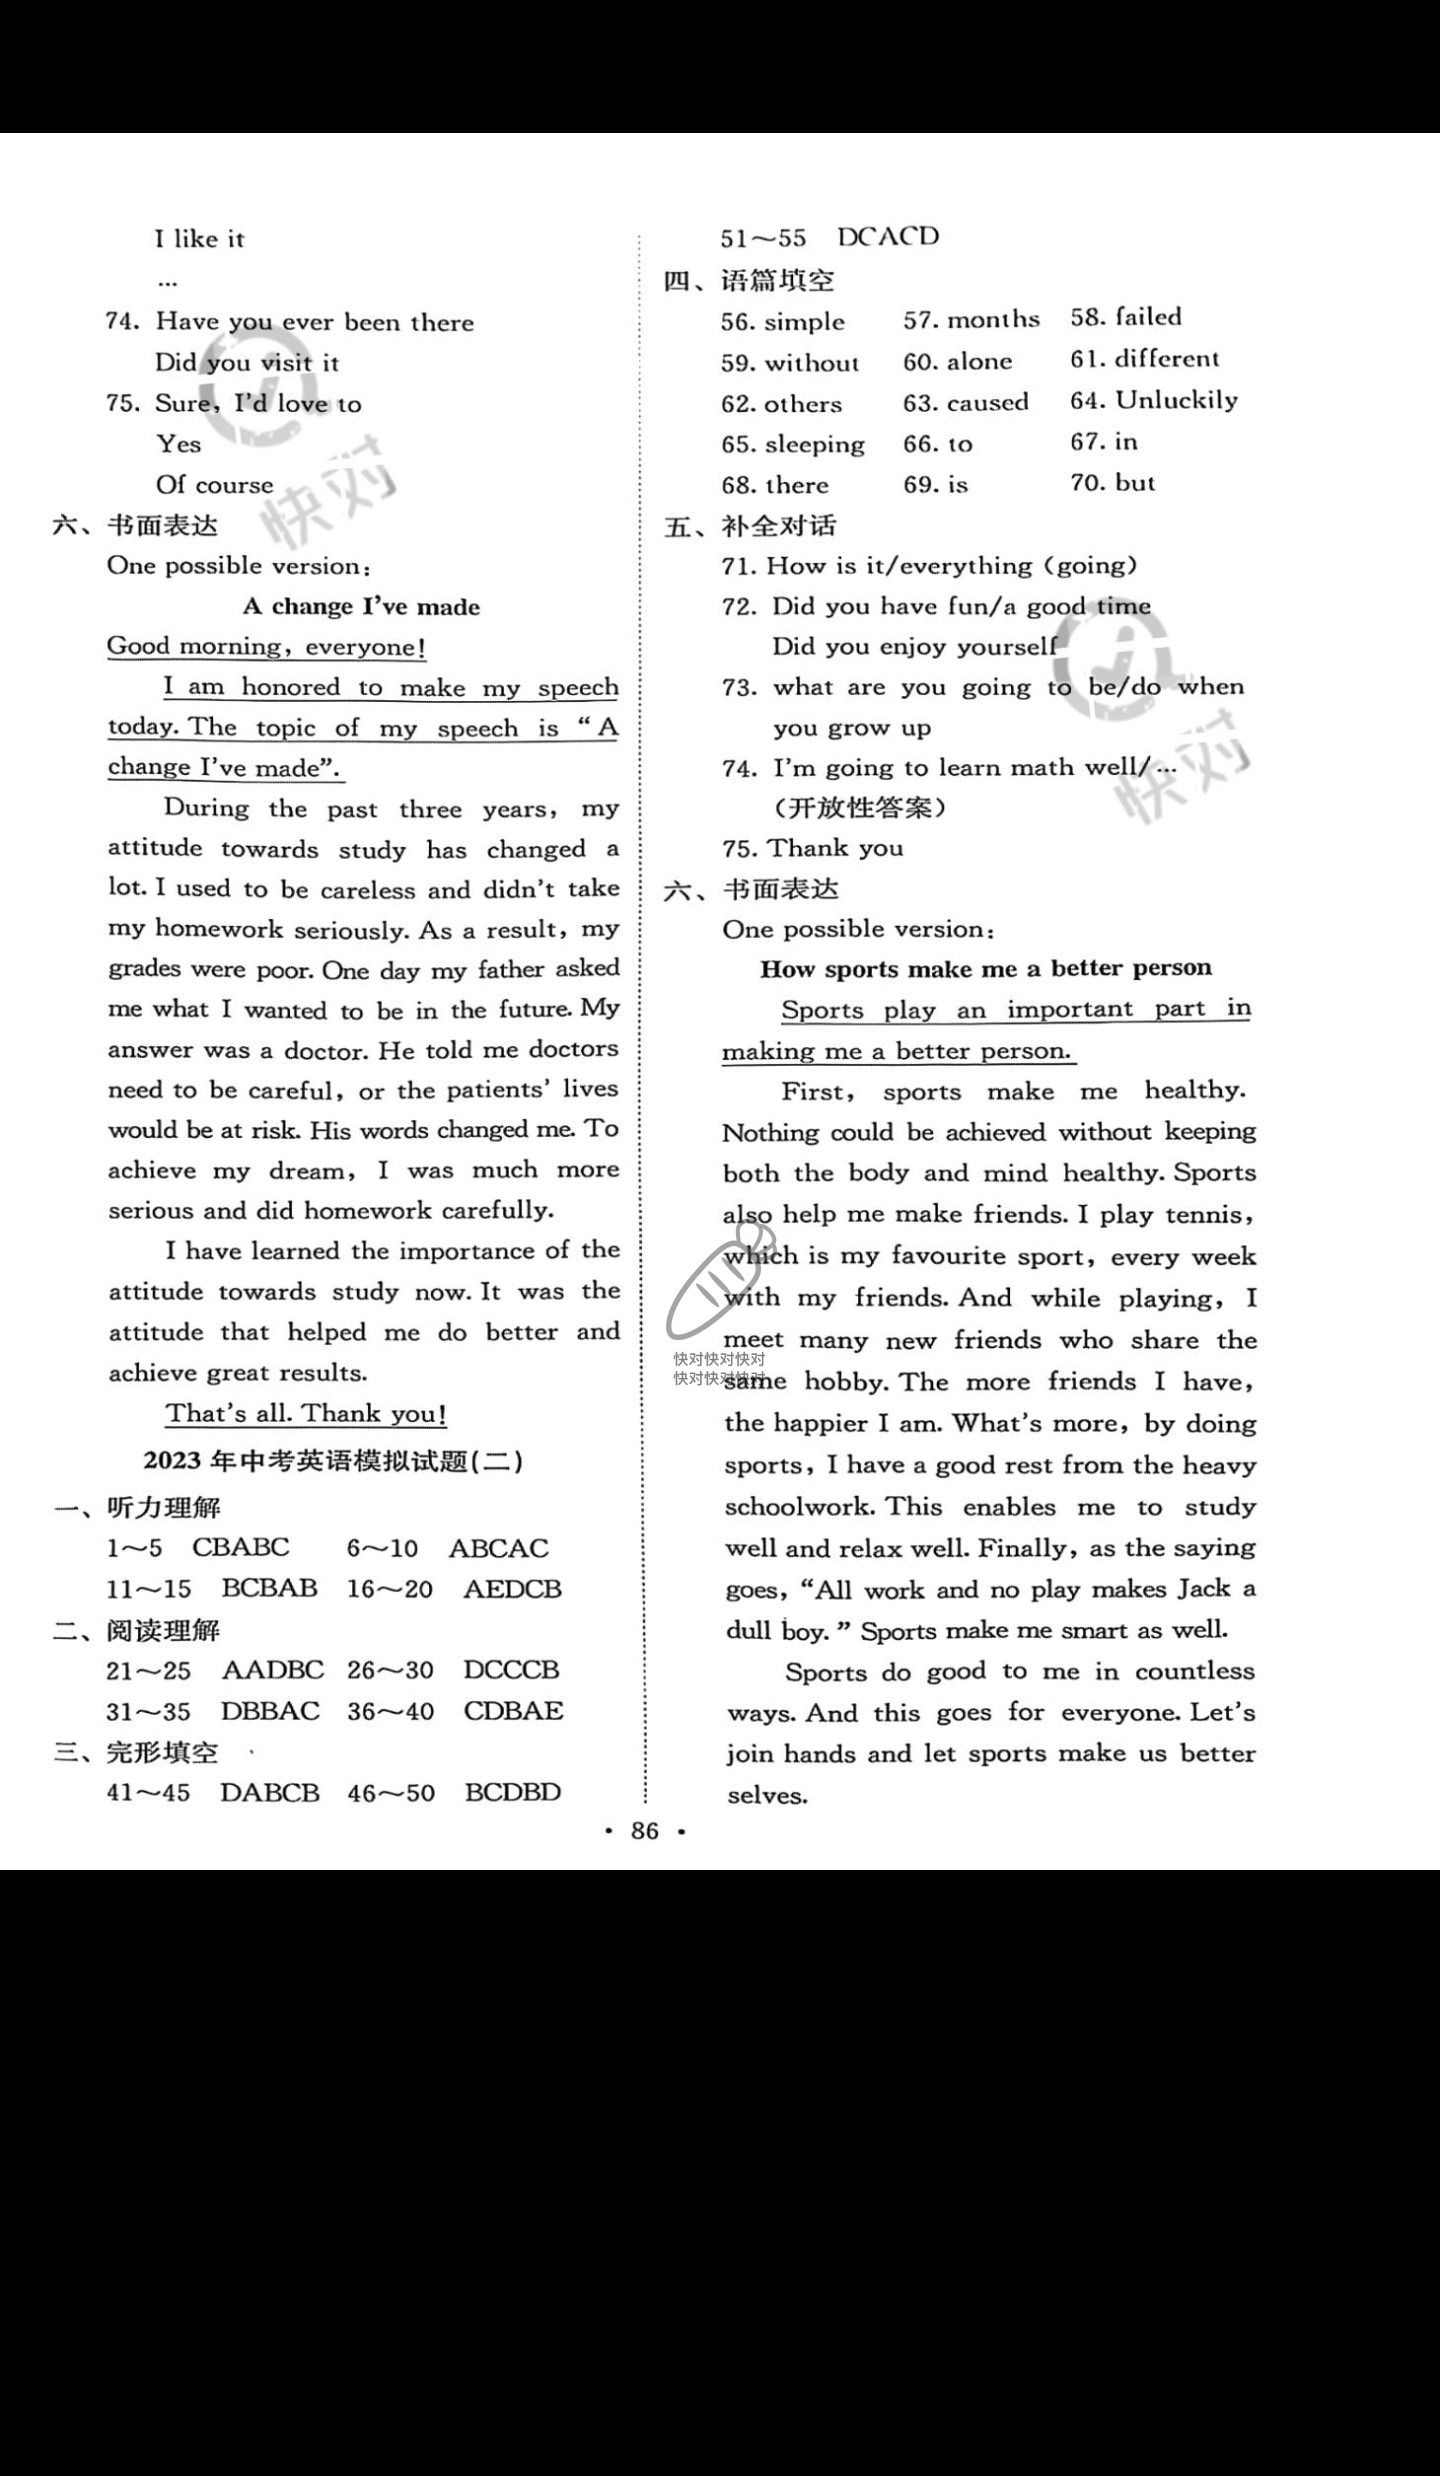 I like it
...
74. Have you ever been there
Did you visit it
75. Sure, I'd love to
Yes
Of course
六、书面表达
One possible version:
A change I've made
Good morning, everyone!
I am honored to make my speech
today. The topic of my speech is “A
change I've made”.
During the past three years, my
attitude towards study has changed a
lot. I used to be careless and didn't take
my homework seriously. As a result, my
grades were poor. One day my father asked
me what I wanted to be in the future. My
answer was a doctor. He told me doctors
need to be careful, or the patients' lives
would be at risk. His words changed me. To
achieve my dream, I was much more
serious and did homework carefully.
I have learned the importance of the
attitude towards study now. It was the
attitude that helped me do better and
achieve great results.
That's all. Thank you!
2023年中考英语模拟试题(二)
一、听力理解
1～5 CBABC 6～10 ABCAC
11～15 BCBAB 16～20 AEDCB
二、阅读理解
21～25 AADBC 26～30 DCCCB
31～35 DBBAC 36～40 CDBAE
三、完形填空
41～45 DABCB 46～50 BCDBD
51～55 DCACD
四、语篇填空
56. simple 57. months 58. failed
59. without 60. alone 61. different
62. others 63. caused 64. Unluckily
65. sleeping 66. to 67. in
68. there 69. is 70. but
五、补全对话
71. How is it/everything (going)
72. Did you have fun/a good time
Did you enjoy yourself
73. what are you going to be/do when
you grow up
74. I'm going to learn math well/...
(开放性答案)
75. Thank you
六、书面表达
One possible version:
How sports make me a better person
Sports play an important part in
making me a better person.
First, sports make me healthy.
Nothing could be achieved without keeping
both the body and mind healthy. Sports
also help me make friends. I play tennis,
which is my favourite sport, every week
with my friends. And while playing, I
meet many new friends who share the
same hobby. The more friends I have,
the happier I am. What's more, by doing
sports, I have a good rest from the heavy
schoolwork. This enables me to study
well and relax well. Finally, as the saying
goes, “All work and no play makes Jack a
dull boy.” Sports make me smart as well.
Sports do good to me in countless
ways. And this goes for everyone. Let's
join hands and let sports make us better
selves.
· 86 ·
快对
快对
快对快对快对
快对快对快对